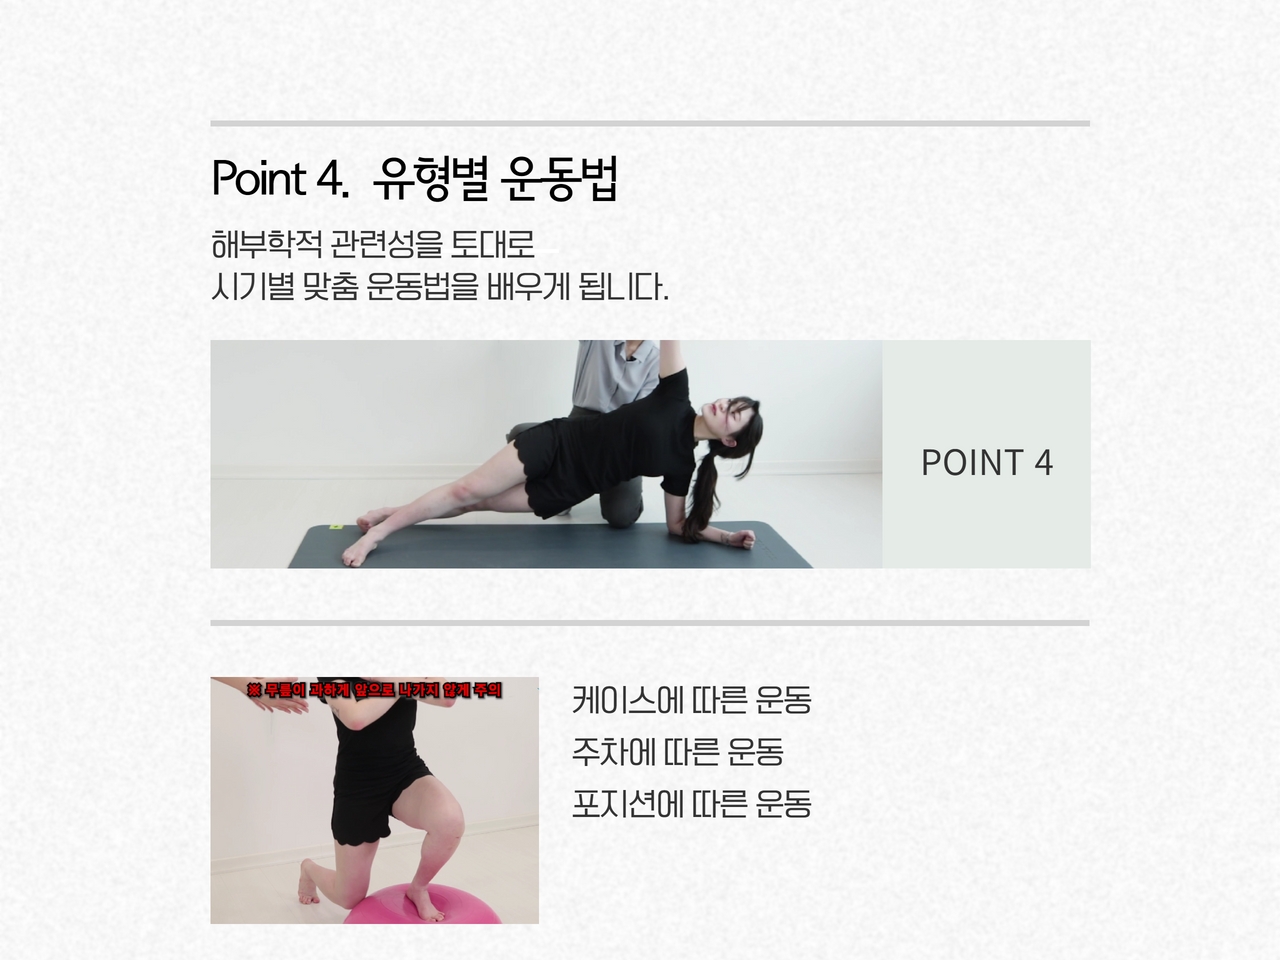 Point 4. 유형별 운동법
해부학적 관련성을 토대로
시기별 맞춤 운동법을 배우게 됩니다.
POINT 4
※ 무릎이 과하게 앞으로 나가지 않게 주의
케이스에 따른 운동
주차에 따른 운동
포지션에 따른 운동